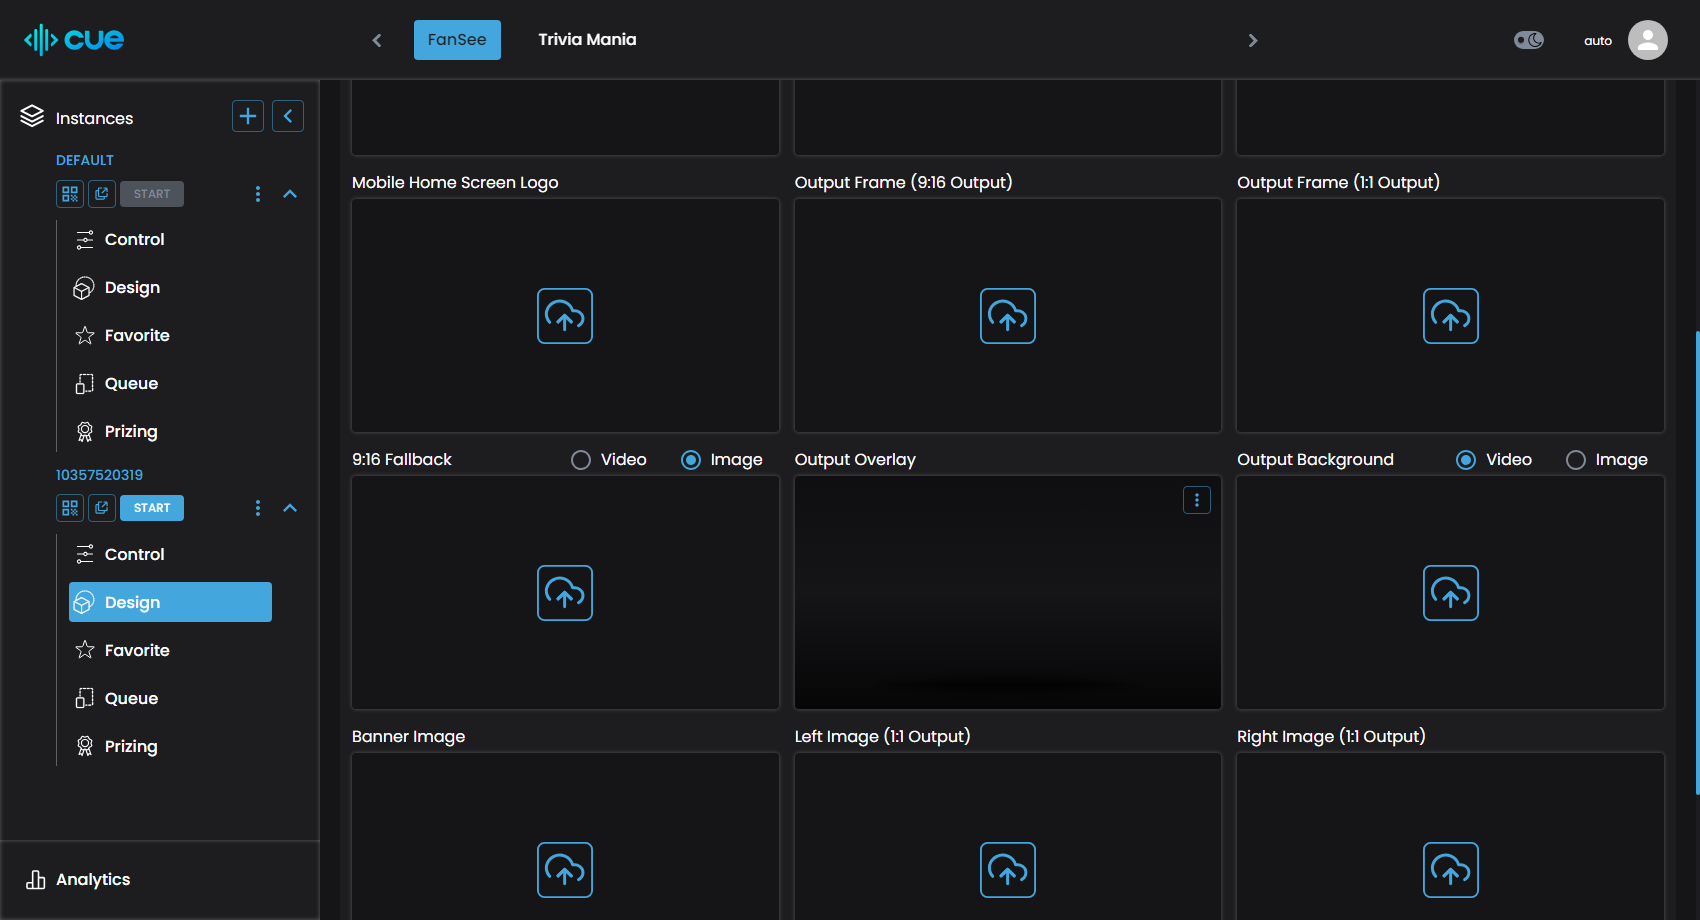 cue
FanSee
Trivia Mania
auto
Instances
DEFAULT
START
Control
Design
Favorite
Queue
Prizing
10357520319
START
Control
Design
Favorite
Queue
Prizing
Analytics
Mobile Home Screen Logo
Output Frame (9:16 Output)
Output Frame (1:1 Output)
9:16 Fallback
Video
Image
Output Overlay
Output Background
Video
Image
Banner Image
Left Image (1:1 Output)
Right Image (1:1 Output)